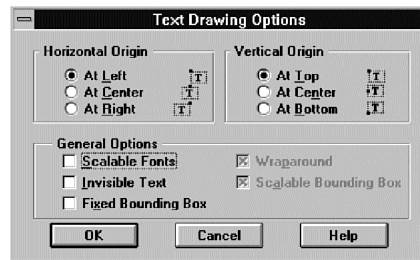 Text Drawing Options
Horizontal Origin
At Left T
At Center T
At Right T
Vertical Origin
At Top T
At Center T
At Bottom T
General Options
Scalable Fonts
Invisible Text
Fixed Bounding Box
Wraparound
Scalable Bounding Box
OK Cancel Help